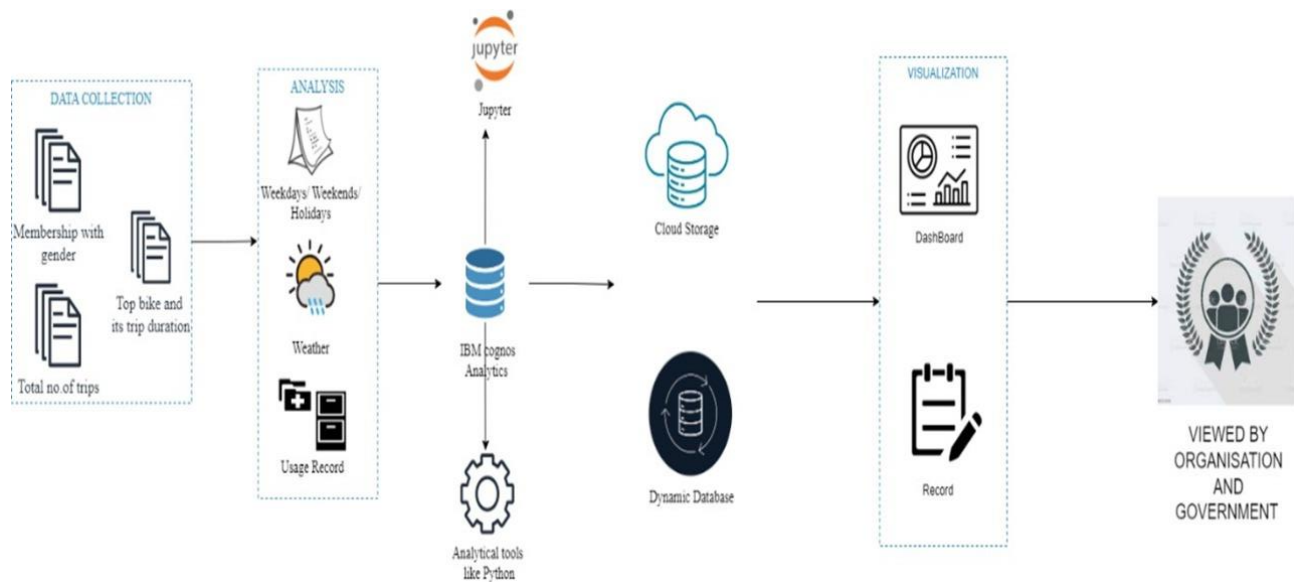 DATA COLLECTION
Membership with
gender
Top bike and
its trip duration
Total no.of trips
ANALYSIS
Weekdays/ Weekends/
Holidays
Weather
Usage Record
jupyter
Jupyter
IBM cognos
Analytics
Analytical tools
like Python
Cloud Storage
Dynamic Database
VISUALIZATION
DashBoard
Record
VIEWED BY
ORGANISATION
AND
GOVERNMENT